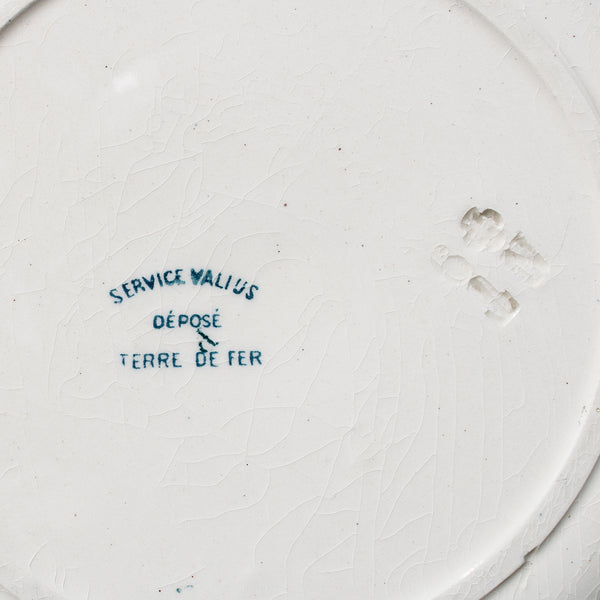 SERVICE VALIUS
DÉPOSÉ
TERRE DE FER